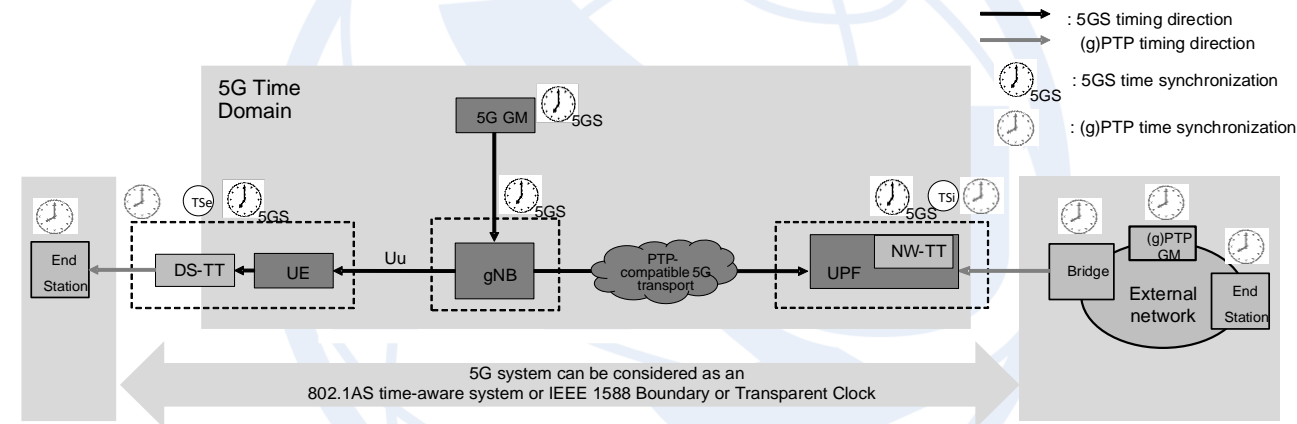 : 5GS timing direction
(g)PTP timing direction
: 5GS time synchronization
5GS
: (g)PTP time synchronization
5G Time
Domain
5G GM
5GS
5GS
TSe
5GS
5GS
TSi
End
Station
DS-TT
UE
Uu
gNB
PTP-
compatible 5G
transport
UPF
NW-TT
Bridge
(g)PTP
GM
External
network
End
Station
5G system can be considered as an
802.1AS time-aware system or IEEE 1588 Boundary or Transparent Clock